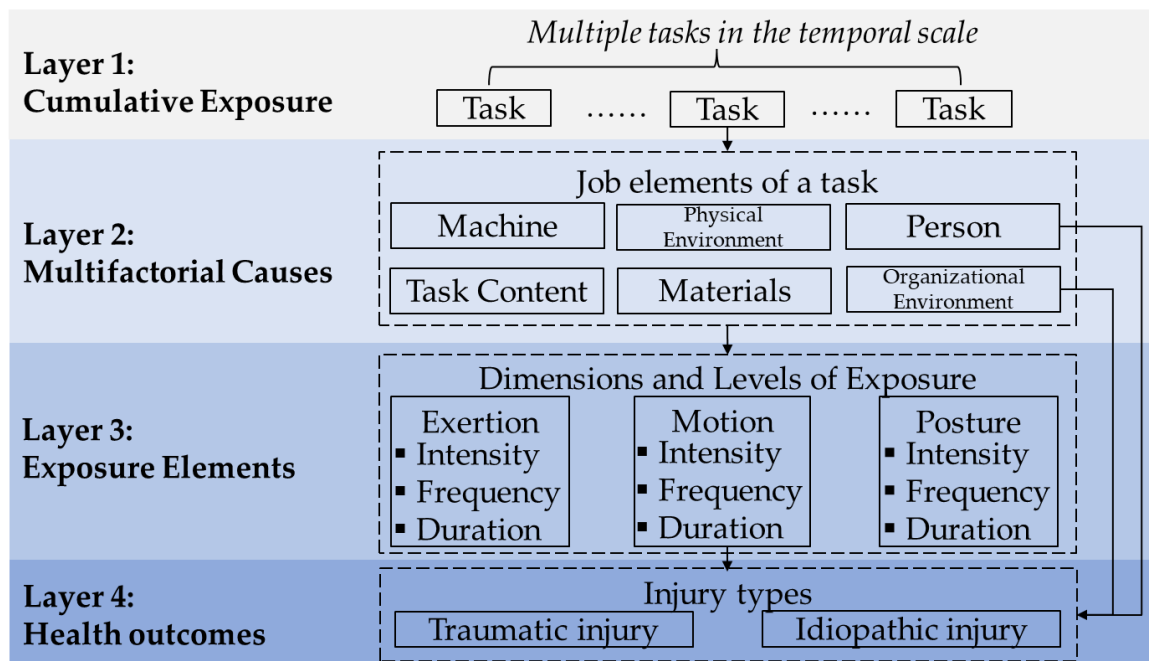 Multiple tasks in the temporal scale
Layer 1:
Cumulative Exposure
Task
......
Task
......
Task
Job elements of a task
Layer 2:
Multifactorial Causes
Machine
Physical
Environment
Person
Task Content
Materials
Organizational
Environment
Dimensions and Levels of Exposure
Layer 3:
Exposure Elements
Exertion
▪ Intensity
▪ Frequency
▪ Duration
Motion
▪ Intensity
▪ Frequency
▪ Duration
Posture
▪ Intensity
▪ Frequency
▪ Duration
Layer 4:
Health outcomes
Injury types
Traumatic injury
Idiopathic injury